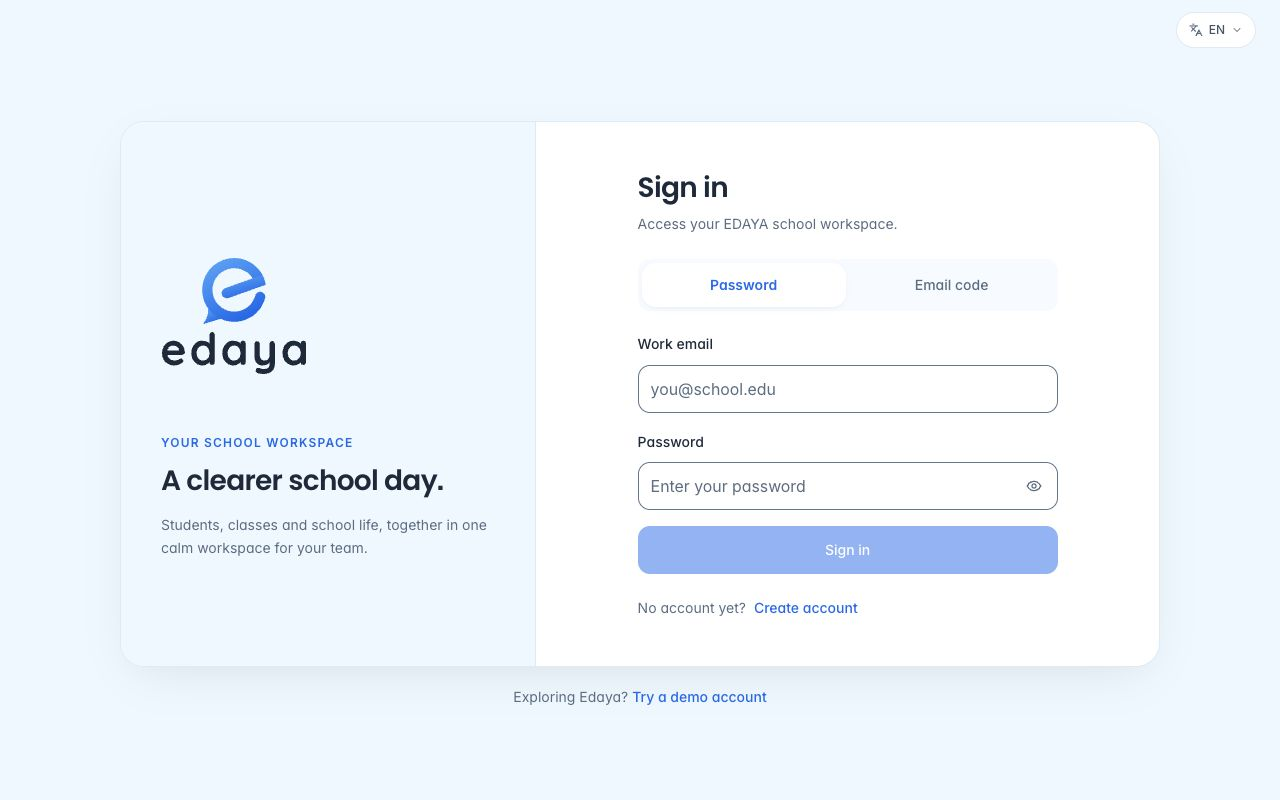 EN
edaya
YOUR SCHOOL WORKSPACE
A clearer school day.
Students, classes and school life, together in one
calm workspace for your team.
Sign in
Access your EDAYA school workspace.
Password
Email code
Work email
you@school.edu
Password
Enter your password
Sign in
No account yet? Create account
Exploring Edaya? Try a demo account